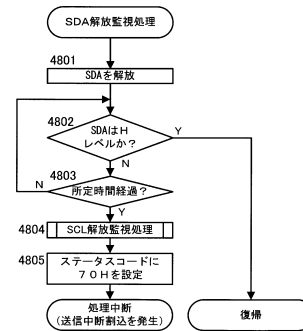 SDA解放監視処理
4801
SDAを解放
4802
SDAはH
レベルか?
Y
N
4803
所定時間経過?
N
Y
4804
SCL解放監視処理
4805
ステータスコードに
70Hを設定
処理中断
(送信中断割込を発生)
復帰